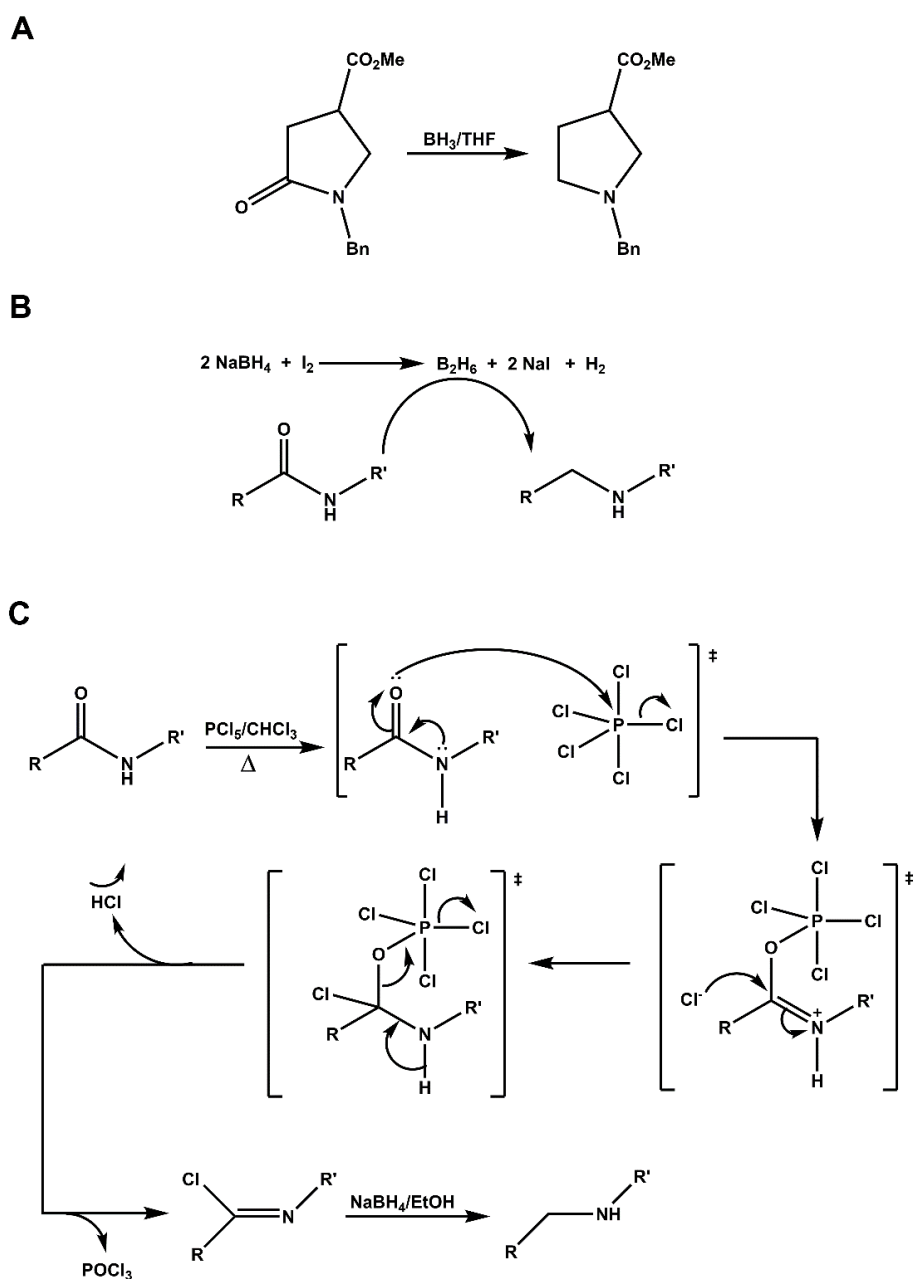 A
CO₂Me CO₂Me
BH₃/THF
O N N
Bn Bn
B
2 NaBH₄ + I₂ B₂H₆ + 2 NaI + H₂
O
R N H R' R N H R'
C
O
R N H R'
PCl₅/CHCl₃
Δ
O R N H R' Cl Cl Cl P Cl Cl ‡
HCl
Cl Cl P Cl Cl O Cl R N H R' ‡
Cl Cl P Cl Cl O Cl⁻ R N⁺ H R' ‡
Cl R N R'
NaBH₄/EtOH
R NH R'
POCl₃